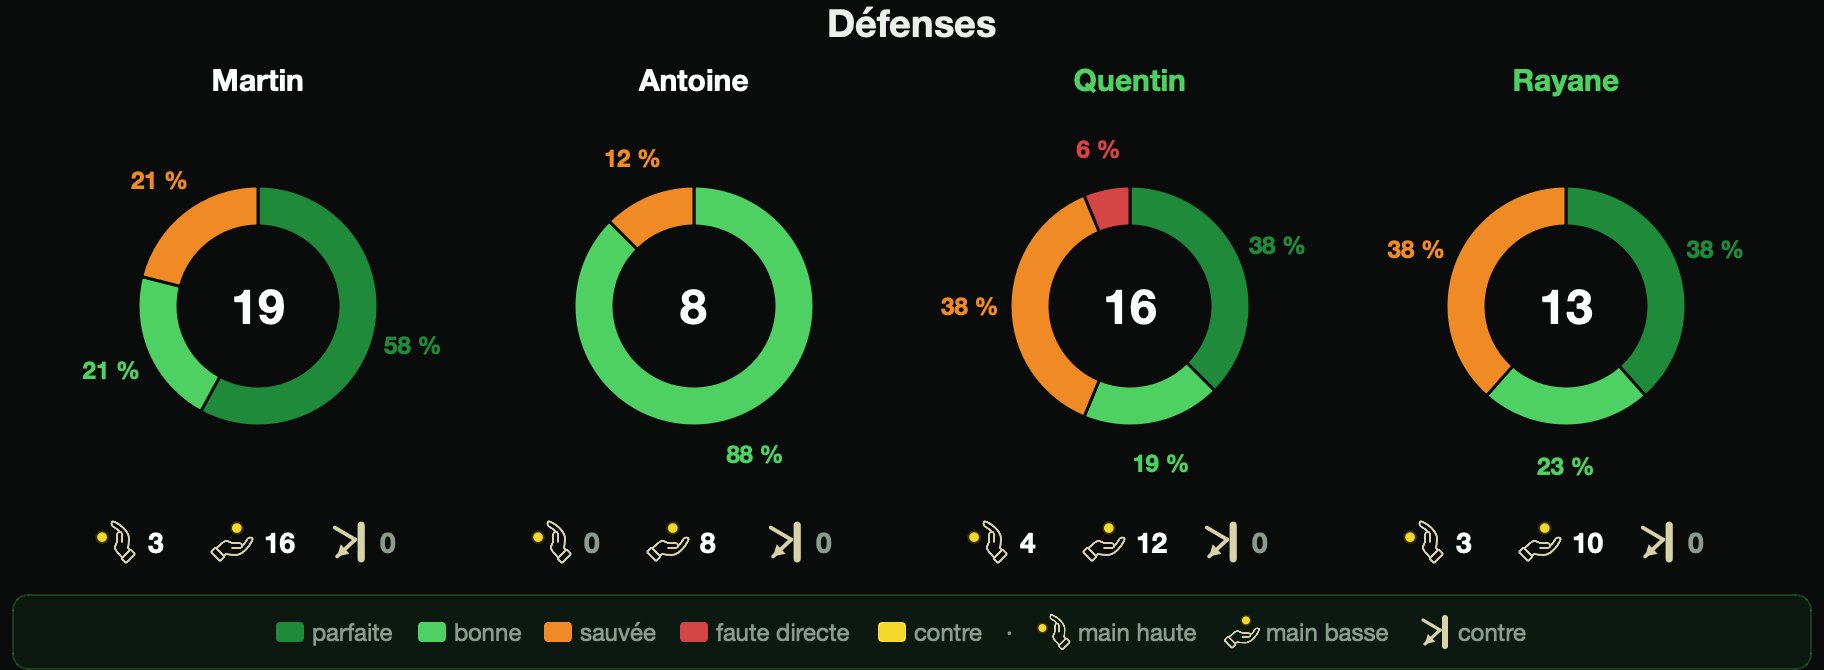 Défenses
Martin Antoine Quentin Rayane
6 %
12 %
21 %
38 % 38 % 38 %
19 8 38 % 16 13
58 %
21 %
88 % 19 % 23 %
3 16 0 0 8 0 4 12 0 3 10 0
parfaite bonne sauvée faute directe contre · main haute main basse contre